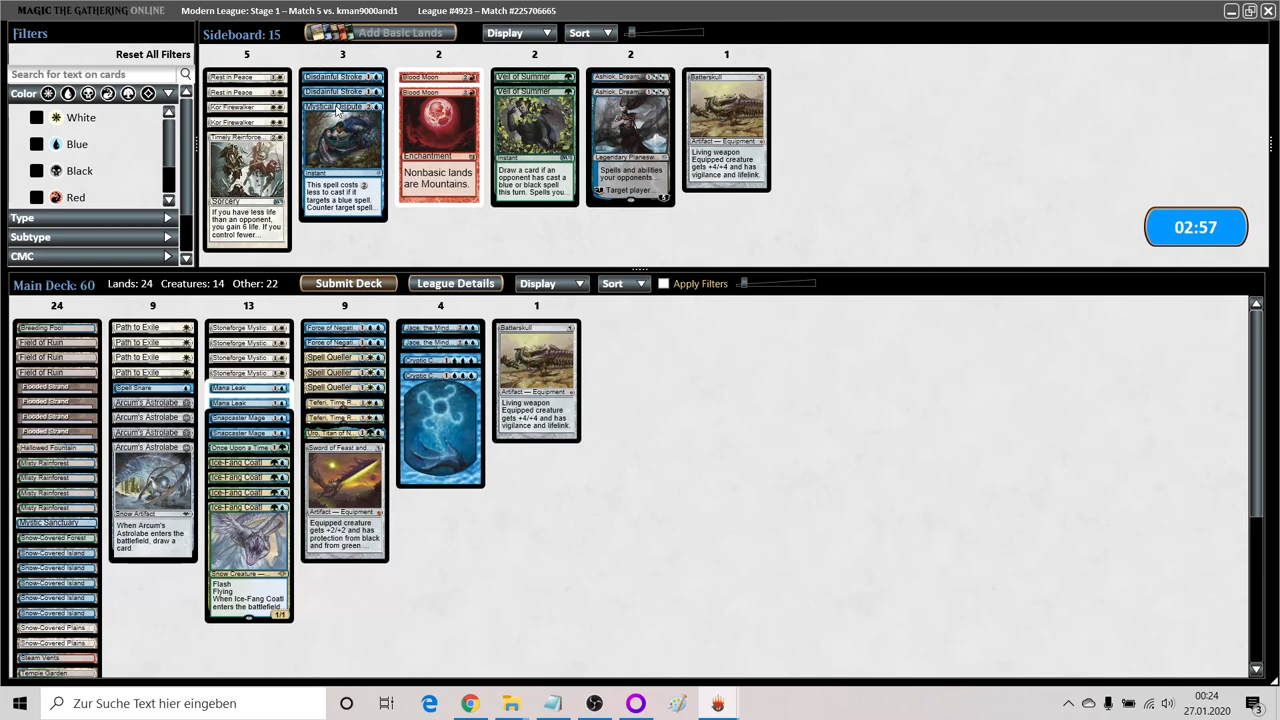 MAGIC THE GATHERING ONLINE
Modern League: Stage 1 – Match 5 vs. kman9000and1
League #4923 – Match #225706665
Filters
Reset All Filters
Search for text on cards
Color
White
Blue
Black
Red
Type
Subtype
CMC
Sideboard: 15
Add Basic Lands
Display
Sort
5
3
2
2
2
1
Rest in Peace
Rest in Peace
Kor Firewalker
Kor Firewalker
Timely Reinforce...
Sorcery
If you have less life
than an opponent,
you gain 6 life. If you
control fewer...
Disdainful Stroke
Disdainful Stroke
Mystical Dispute
Instant
This spell costs 2
less to cast if it
targets a blue spell.
Counter target spell...
Blood Moon
Blood Moon
Enchantment
Nonbasic lands
are Mountains.
Veil of Summer
Veil of Summer
Instant
Draw a card if an
opponent has cast a
blue or black spell
this turn. Spells you...
Ashiok, Dream...
Ashiok, Dream...
Legendary Planesw...
Spells and abilities
your opponents...
Target player...
5
Batterskull
Artifact — Equipment
Living weapon
Equipped creature
gets +4/+4 and has
vigilance and lifelink.
02:57
Main Deck: 60
Lands: 24
Creatures: 14
Other: 22
Submit Deck
League Details
Display
Sort
Apply Filters
24
9
13
9
4
1
Breeding Pool
Field of Ruin
Field of Ruin
Field of Ruin
Flooded Strand
Flooded Strand
Flooded Strand
Flooded Strand
Hallowed Fountain
Misty Rainforest
Misty Rainforest
Misty Rainforest
Misty Rainforest
Mystic Sanctuary
Snow-Covered Forest
Snow-Covered Island
Snow-Covered Island
Snow-Covered Island
Snow-Covered Island
Snow-Covered Island
Snow-Covered Plains
Snow-Covered Plains
Steam Vents
Temple Garden
Path to Exile
Path to Exile
Path to Exile
Path to Exile
Spell Snare
Arcum's Astrolabe
Arcum's Astrolabe
Arcum's Astrolabe
Arcum's Astrolabe
Snow Artifact
When Arcum's
Astrolabe enters the
battlefield, draw a
card.
Stoneforge Mystic
Stoneforge Mystic
Stoneforge Mystic
Stoneforge Mystic
Mana Leak
Mana Leak
Snapcaster Mage
Snapcaster Mage
Once Upon a Time
Ice-Fang Coatl
Ice-Fang Coatl
Ice-Fang Coatl
Ice-Fang Coatl
Snow Creature —...
Flash
Flying
When Ice-Fang Coatl
enters the battlefield...
1/1
Force of Negati...
Force of Negati...
Spell Queller
Spell Queller
Spell Queller
Teferi, Time R...
Teferi, Time R...
Uro, Titan of N...
Sword of Feast and...
Artifact — Equipment
Equipped creature
gets +2/+2 and has
protection from black
and from green ...
Jace, the Mind...
Jace, the Mind...
Cryptic C...
Cryptic C...
Batterskull
Artifact — Equipment
Living weapon
Equipped creature
gets +4/+4 and has
vigilance and lifelink.
Zur Suche Text hier eingeben
00:24
27.01.2020
3